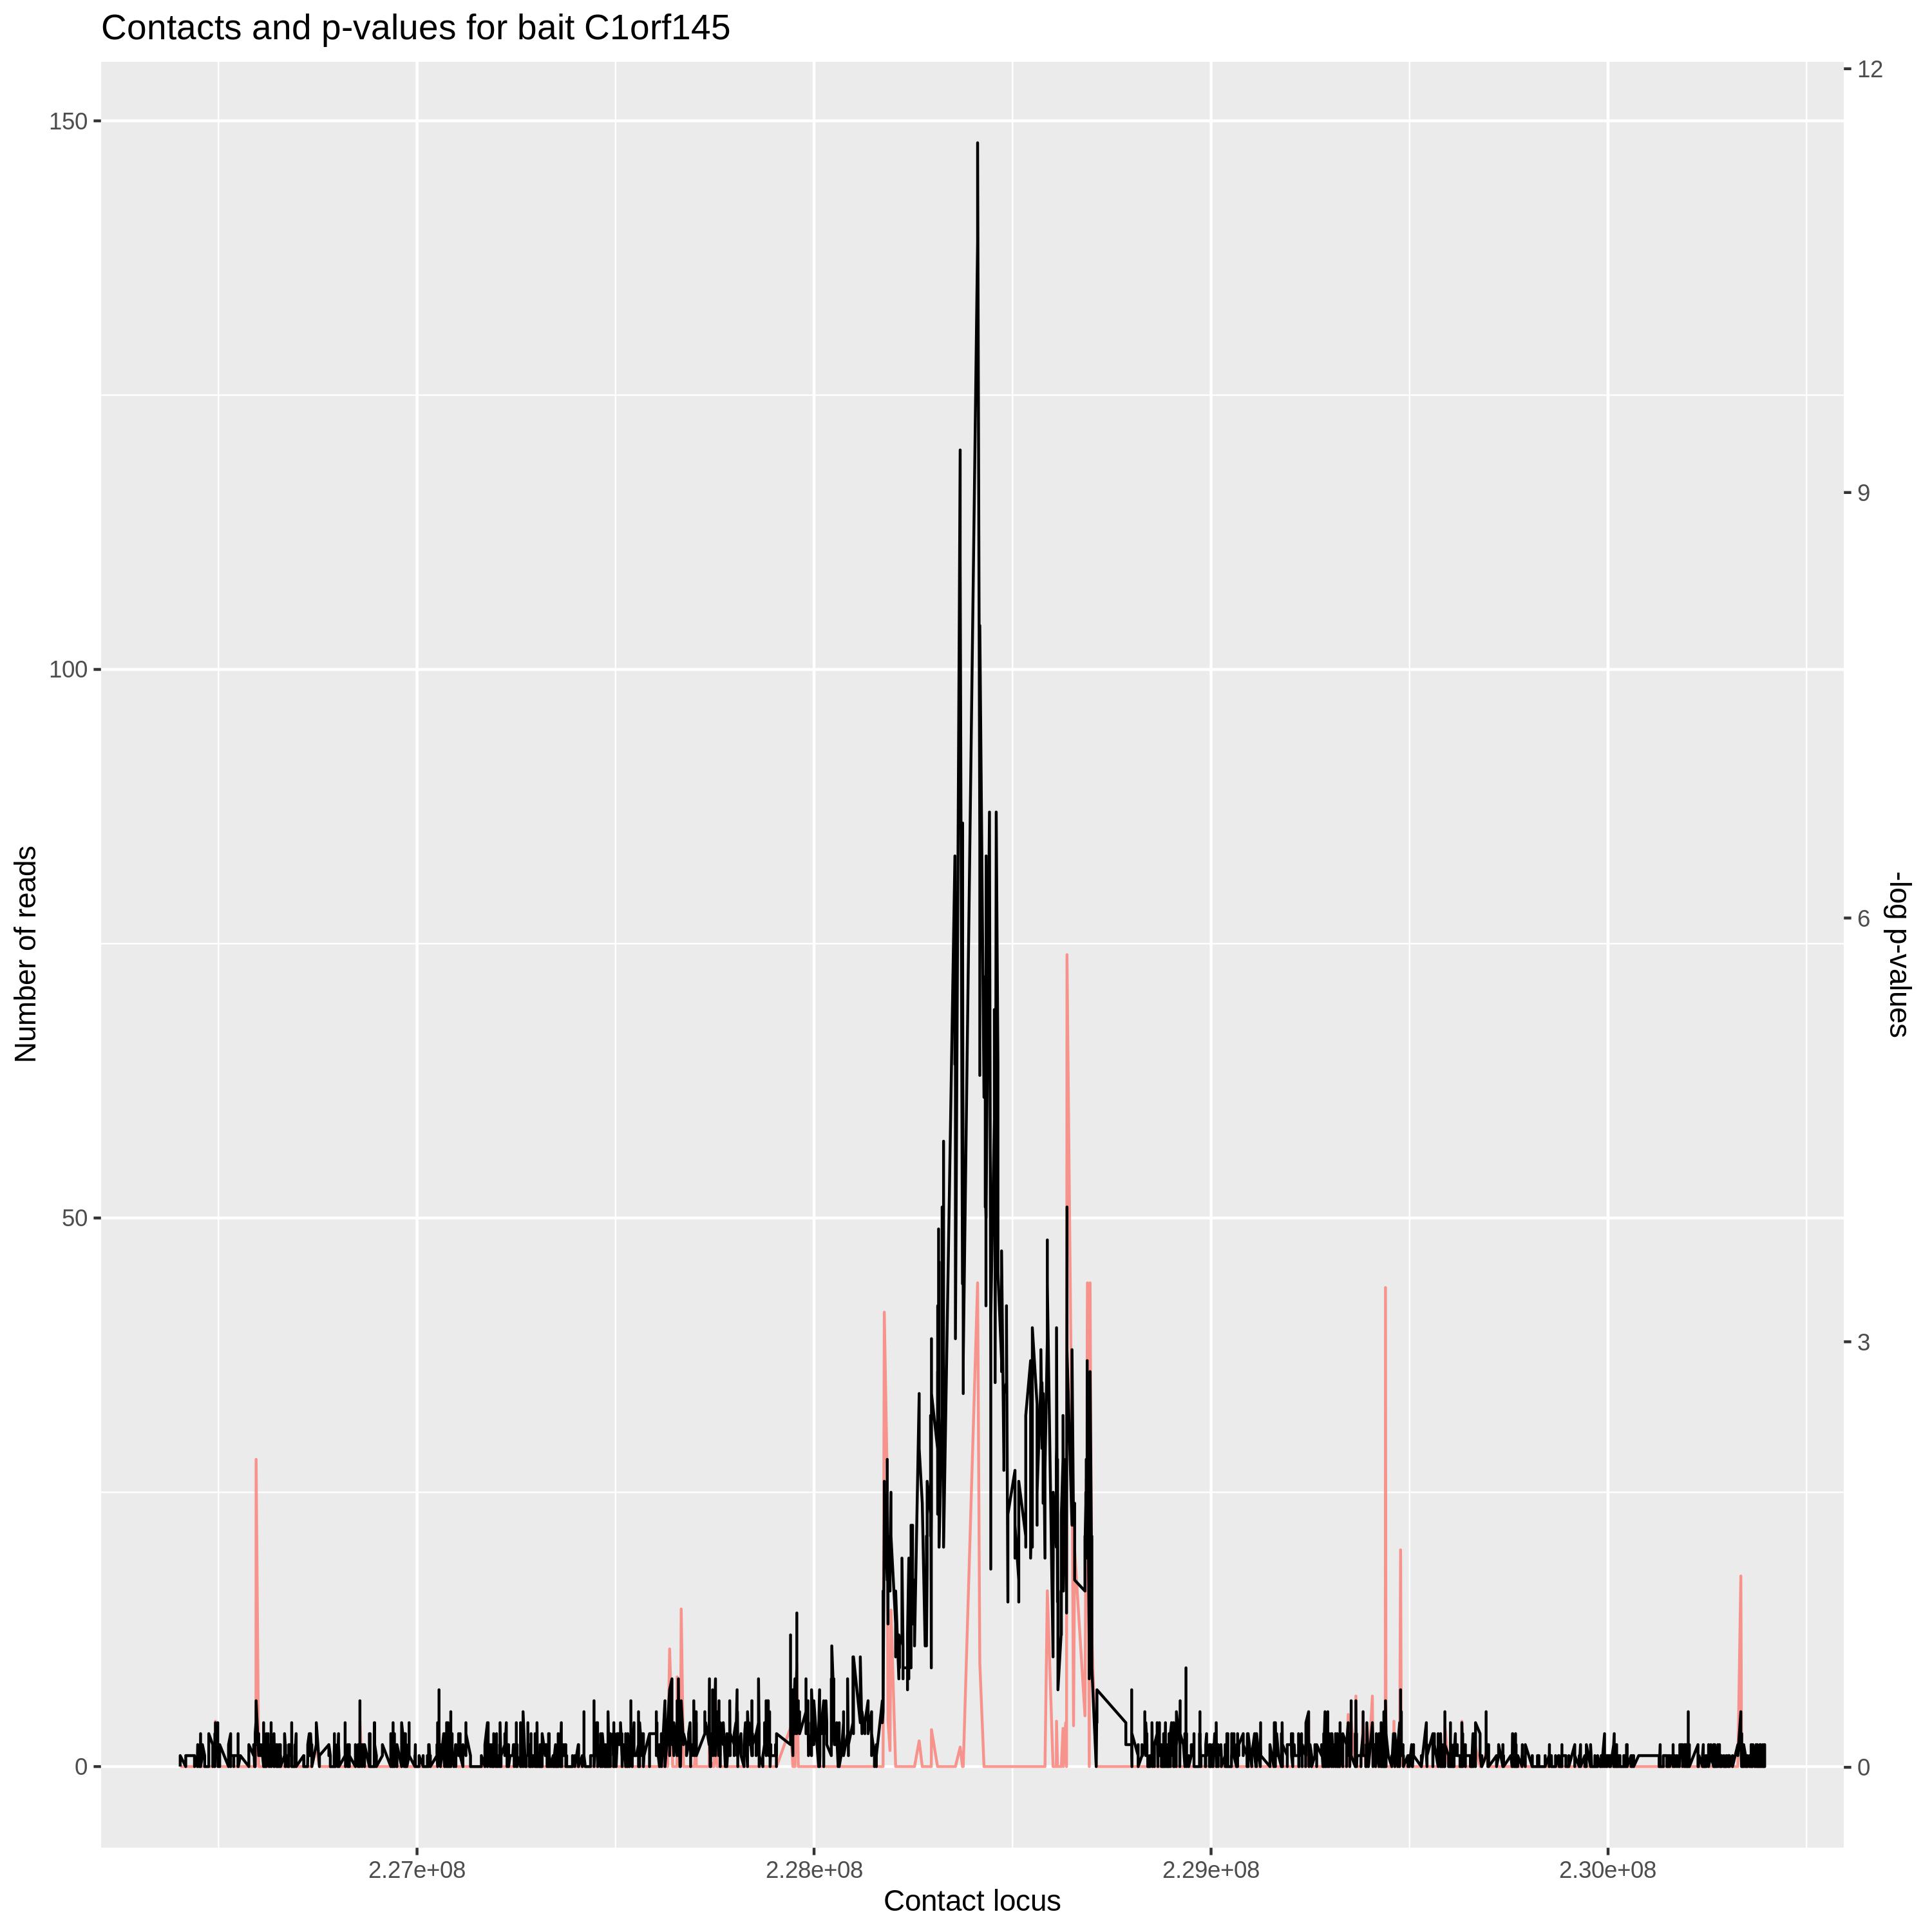 Contacts and p-values for bait C1orf145
150
100
50
0
Number of reads
12
9
6
3
0
-log p-values
2.27e+08
2.28e+08
2.29e+08
2.30e+08
Contact locus